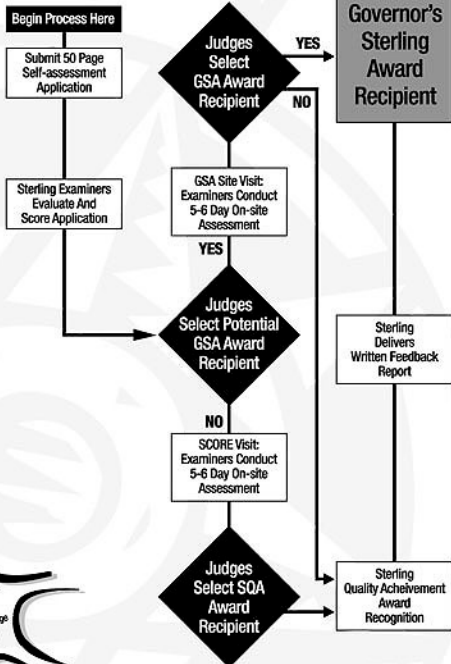 Begin Process Here
Submit 50 Page
Self-assessment
Application
Sterling Examiners
Evaluate And
Score Application
Judges
Select
GSA Award
Recipient
YES
NO
GSA Site Visit:
Examiners Conduct
5-6 Day On-site
Assessment
YES
Judges
Select Potential
GSA Award
Recipient
NO
SCORE Visit:
Examiners Conduct
5-6 Day On-site
Assessment
Judges
Select SQA
Award
Recipient
Governor's
Sterling
Award
Recipient
Sterling
Delivers
Written Feedback
Report
Sterling
Quality Acheivement
Award
Recognition